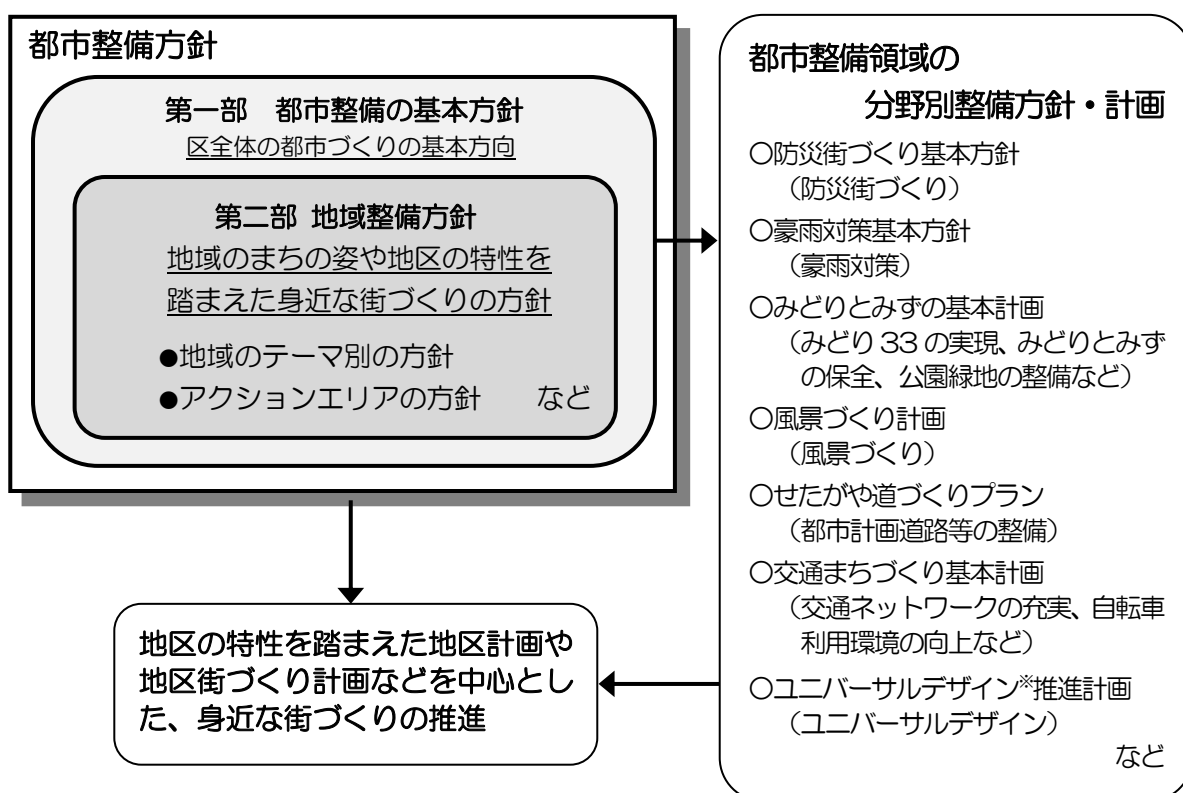 都市整備方針
第一部　都市整備の基本方針
区全体の都市づくりの基本方向
第二部 地域整備方針
地域のまちの姿や地区の特性を
踏まえた身近な街づくりの方針
●地域のテーマ別の方針
●アクションエリアの方針　　など
地区の特性を踏まえた地区計画や
地区街づくり計画などを中心とし
た、身近な街づくりの推進
都市整備領域の
分野別整備方針・計画
○防災街づくり基本方針
（防災街づくり）
○豪雨対策基本方針
（豪雨対策）
○みどりとみずの基本計画
（みどり33の実現、みどりとみず
の保全、公園緑地の整備など）
○風景づくり計画
（風景づくり）
○せたがや道づくりプラン
（都市計画道路等の整備）
○交通まちづくり基本計画
（交通ネットワークの充実、自転車
利用環境の向上など）
○ユニバーサルデザイン※推進計画
（ユニバーサルデザイン）
など